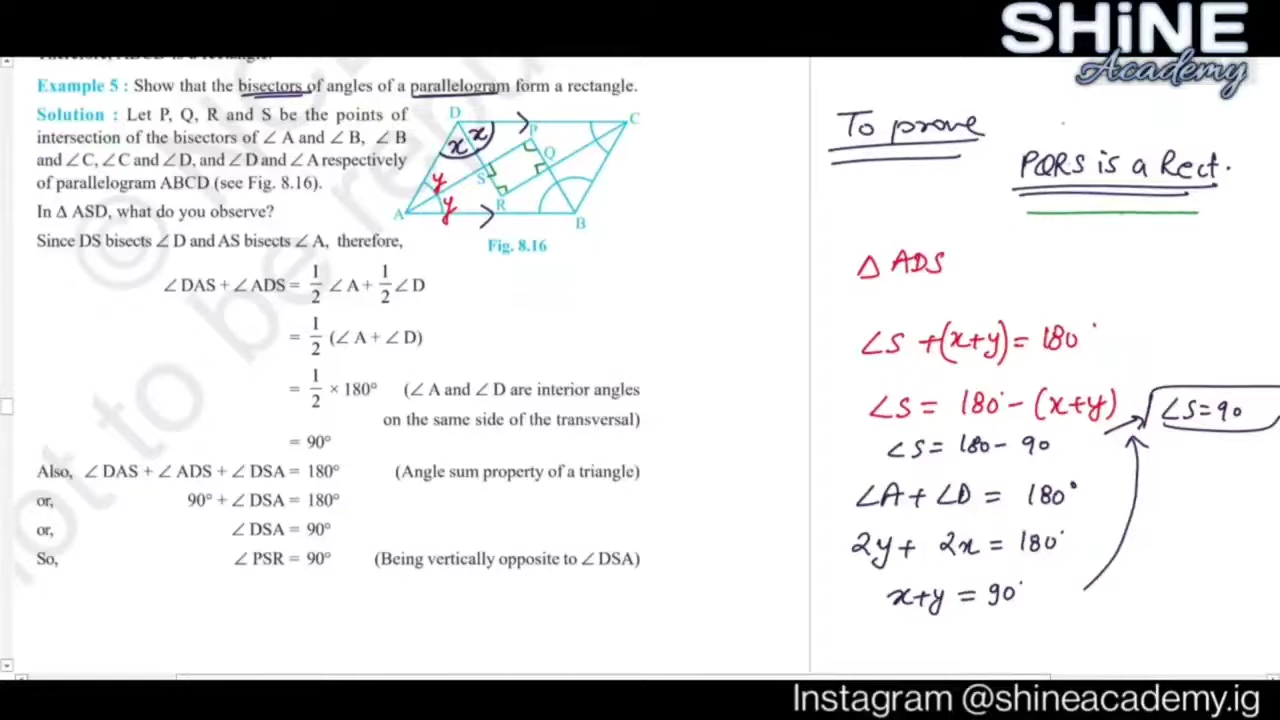 SHiNE
Academy
Example 5 : Show that the bisectors of angles of a parallelogram form a rectangle.
Solution : Let P, Q, R and S be the points of
intersection of the bisectors of ∠ A and ∠ B, ∠ B
and ∠ C, ∠ C and ∠ D, and ∠ D and ∠ A respectively
of parallelogram ABCD (see Fig. 8.16).
In Δ ASD, what do you observe?
Since DS bisects ∠ D and AS bisects ∠ A, therefore,
∠ DAS + ∠ ADS = 1/2 ∠ A + 1/2 ∠ D
= 1/2 (∠ A + ∠ D)
= 1/2 × 180° (∠ A and ∠ D are interior angles
on the same side of the transversal)
= 90°
Also, ∠ DAS + ∠ ADS + ∠ DSA = 180° (Angle sum property of a triangle)
or, 90° + ∠ DSA = 180°
or, ∠ DSA = 90°
So, ∠ PSR = 90° (Being vertically opposite to ∠ DSA)
D
C
P
x x
Q
S
y
y
R
A
B
Fig. 8.16
To prove
PQRS is a Rect.
Δ ADS
∠S + (x+y) = 180°
∠S = 180° - (x+y)
∠S = 90
∠S = 180 - 90
∠A + ∠D = 180°
2y + 2x = 180°
x+y = 90°
Instagram @shineacademy.ig